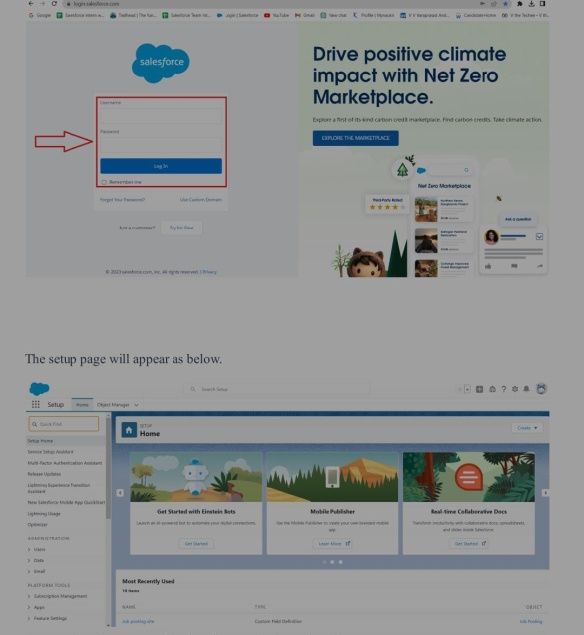 login.salesforce.com
Google
YouTube
Gmail
New chat
salesforce
Username
Password
Log In
Remember me
Forgot Your Password?
Use Custom Domain
Not a customer?
Try for Free
© 2023 salesforce.com, inc. All rights reserved. | Privacy
Drive positive climate
impact with Net Zero
Marketplace.
Explore a first-of-its-kind carbon credit marketplace. Find carbon credits. Take climate action.
EXPLORE THE MARKETPLACE
Net Zero Marketplace
Third-Party Rated
Ask a question
The setup page will appear as below.
Search Setup
Setup
Home
Object Manager
Quick Find
Setup Home
Service Setup Assistant
Multi-Factor Authentication Assistant
Release Updates
Lightning Experience Transition
Assistant
New Salesforce Mobile App QuickStart
Lightning Usage
Optimizer
ADMINISTRATION
Users
Data
Email
PLATFORM TOOLS
Subscription Management
Apps
Feature Settings
SETUP
Home
Create
Get Started with Einstein Bots
Launch an AI-powered bot to automate your digital connections.
Get Started
Mobile Publisher
Use the Mobile Publisher to create your own branded mobile
app.
Learn More
Real-time Collaborative Docs
Transform productivity with collaborative docs, spreadsheets,
and slides inside Salesforce.
Get Started
Most Recently Used
10 items
NAME
TYPE
OBJECT
Job posting site
Custom Field Definition
Job Posting